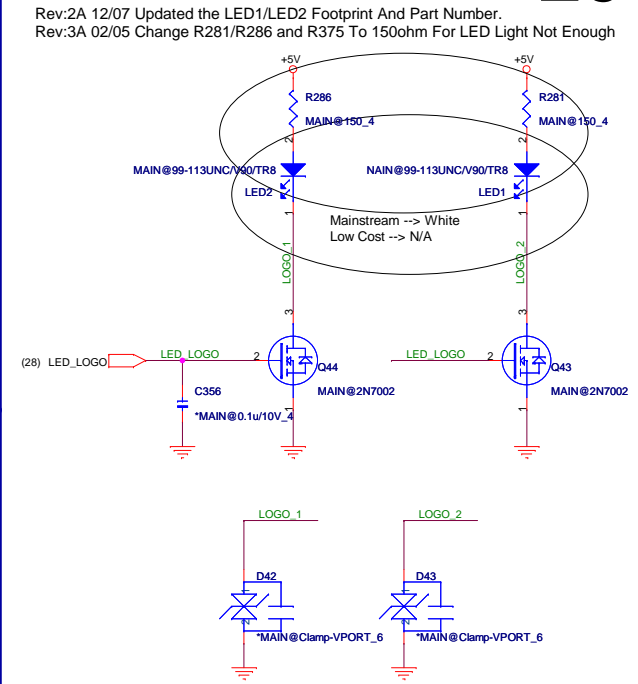 Rev:2A 12/07 Updated the LED1/LED2 Footprint And Part Number.
Rev:3A 02/05 Change R281/R286 and R375 To 150ohm For LED Light Not Enough
+5V
+5V
R286
MAIN@150_4
R281
MAIN@150_4
2
2
MAIN@99-113UNC/V90/TR8
LED2
NAIN@99-113UNC/V90/TR8
LED1
1
1
Mainstream --> White
Low Cost --> N/A
LOGO_1
LOGO_2
3
3
(28) LED_LOGO
LED_LOGO
2
Q44
MAIN@2N7002
LED_LOGO
2
Q43
MAIN@2N7002
1
1
C356
*MAIN@0.1u/10V_4
LOGO_1
LOGO_2
D42
1
2
*MAIN@Clamp-VPORT_6
D43
1
2
*MAIN@Clamp-VPORT_6